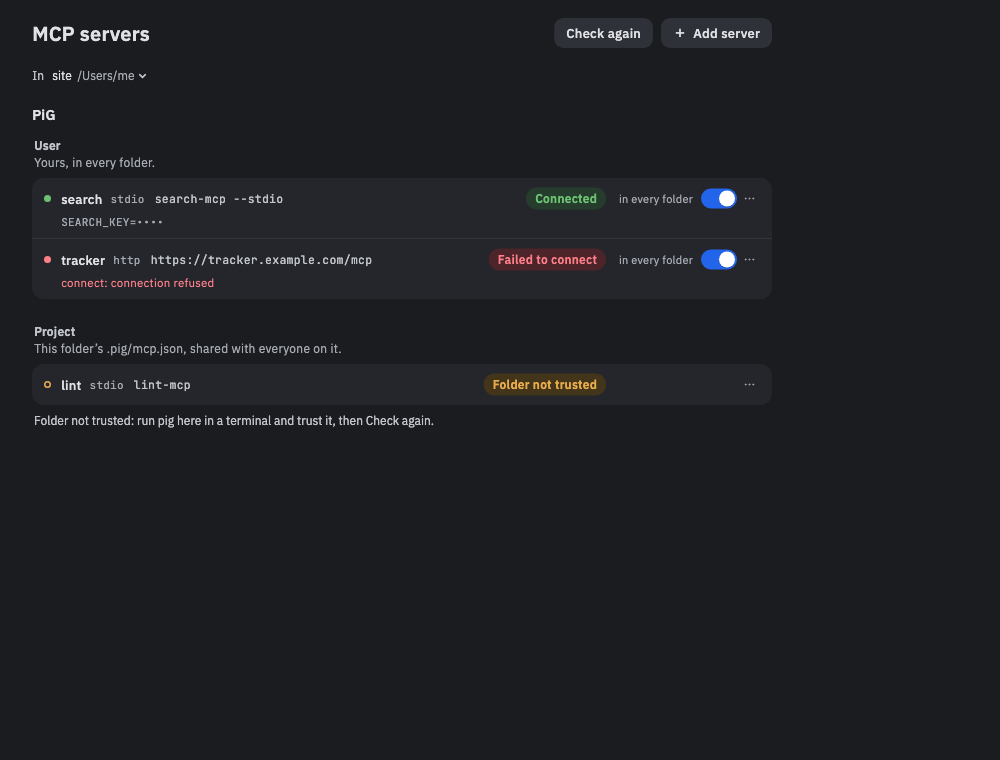 MCP servers
Check again
+ Add server
In site /Users/me
PiG
User
Yours, in every folder.
search stdio search-mcp --stdio Connected in every folder ···
SEARCH_KEY=••••
tracker http https://tracker.example.com/mcp Failed to connect in every folder ···
connect: connection refused
Project
This folder’s .pig/mcp.json, shared with everyone on it.
lint stdio lint-mcp Folder not trusted ···
Folder not trusted: run pig here in a terminal and trust it, then Check again.